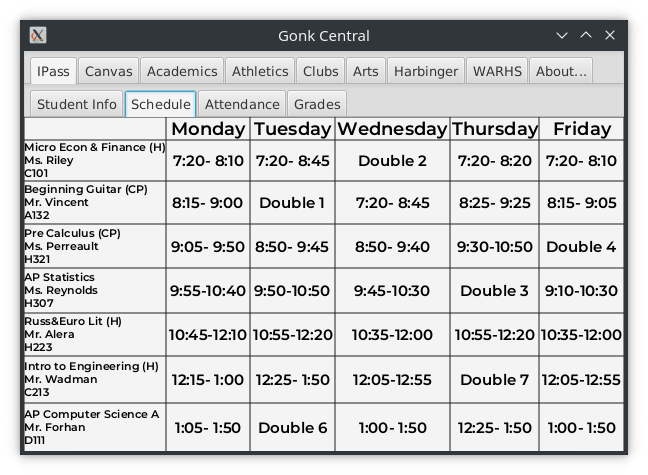 Gonk Central
IPass Canvas Academics Athletics Clubs Arts Harbinger WARHS About...
Student Info Schedule Attendance Grades
Monday Tuesday Wednesday Thursday Friday
Micro Econ & Finance (H)
Ms. Riley
C101
7:20- 8:10 7:20- 8:45 Double 2 7:20- 8:20 7:20- 8:10
Beginning Guitar (CP)
Mr. Vincent
A132
8:15- 9:00 Double 1 7:20- 8:45 8:25- 9:25 8:15- 9:05
Pre Calculus (CP)
Ms. Perreault
H321
9:05- 9:50 8:50- 9:45 8:50- 9:40 9:30-10:50 Double 4
AP Statistics
Ms. Reynolds
H307
9:55-10:40 9:50-10:50 9:45-10:30 Double 3 9:10-10:30
Russ&Euro Lit (H)
Mr. Alera
H223
10:45-12:10 10:55-12:20 10:35-12:00 10:55-12:20 10:35-12:00
Intro to Engineering (H)
Mr. Wadman
C213
12:15- 1:00 12:25- 1:50 12:05-12:55 Double 7 12:05-12:55
AP Computer Science A
Mr. Forhan
D111
1:05- 1:50 Double 6 1:00- 1:50 12:25- 1:50 1:00- 1:50